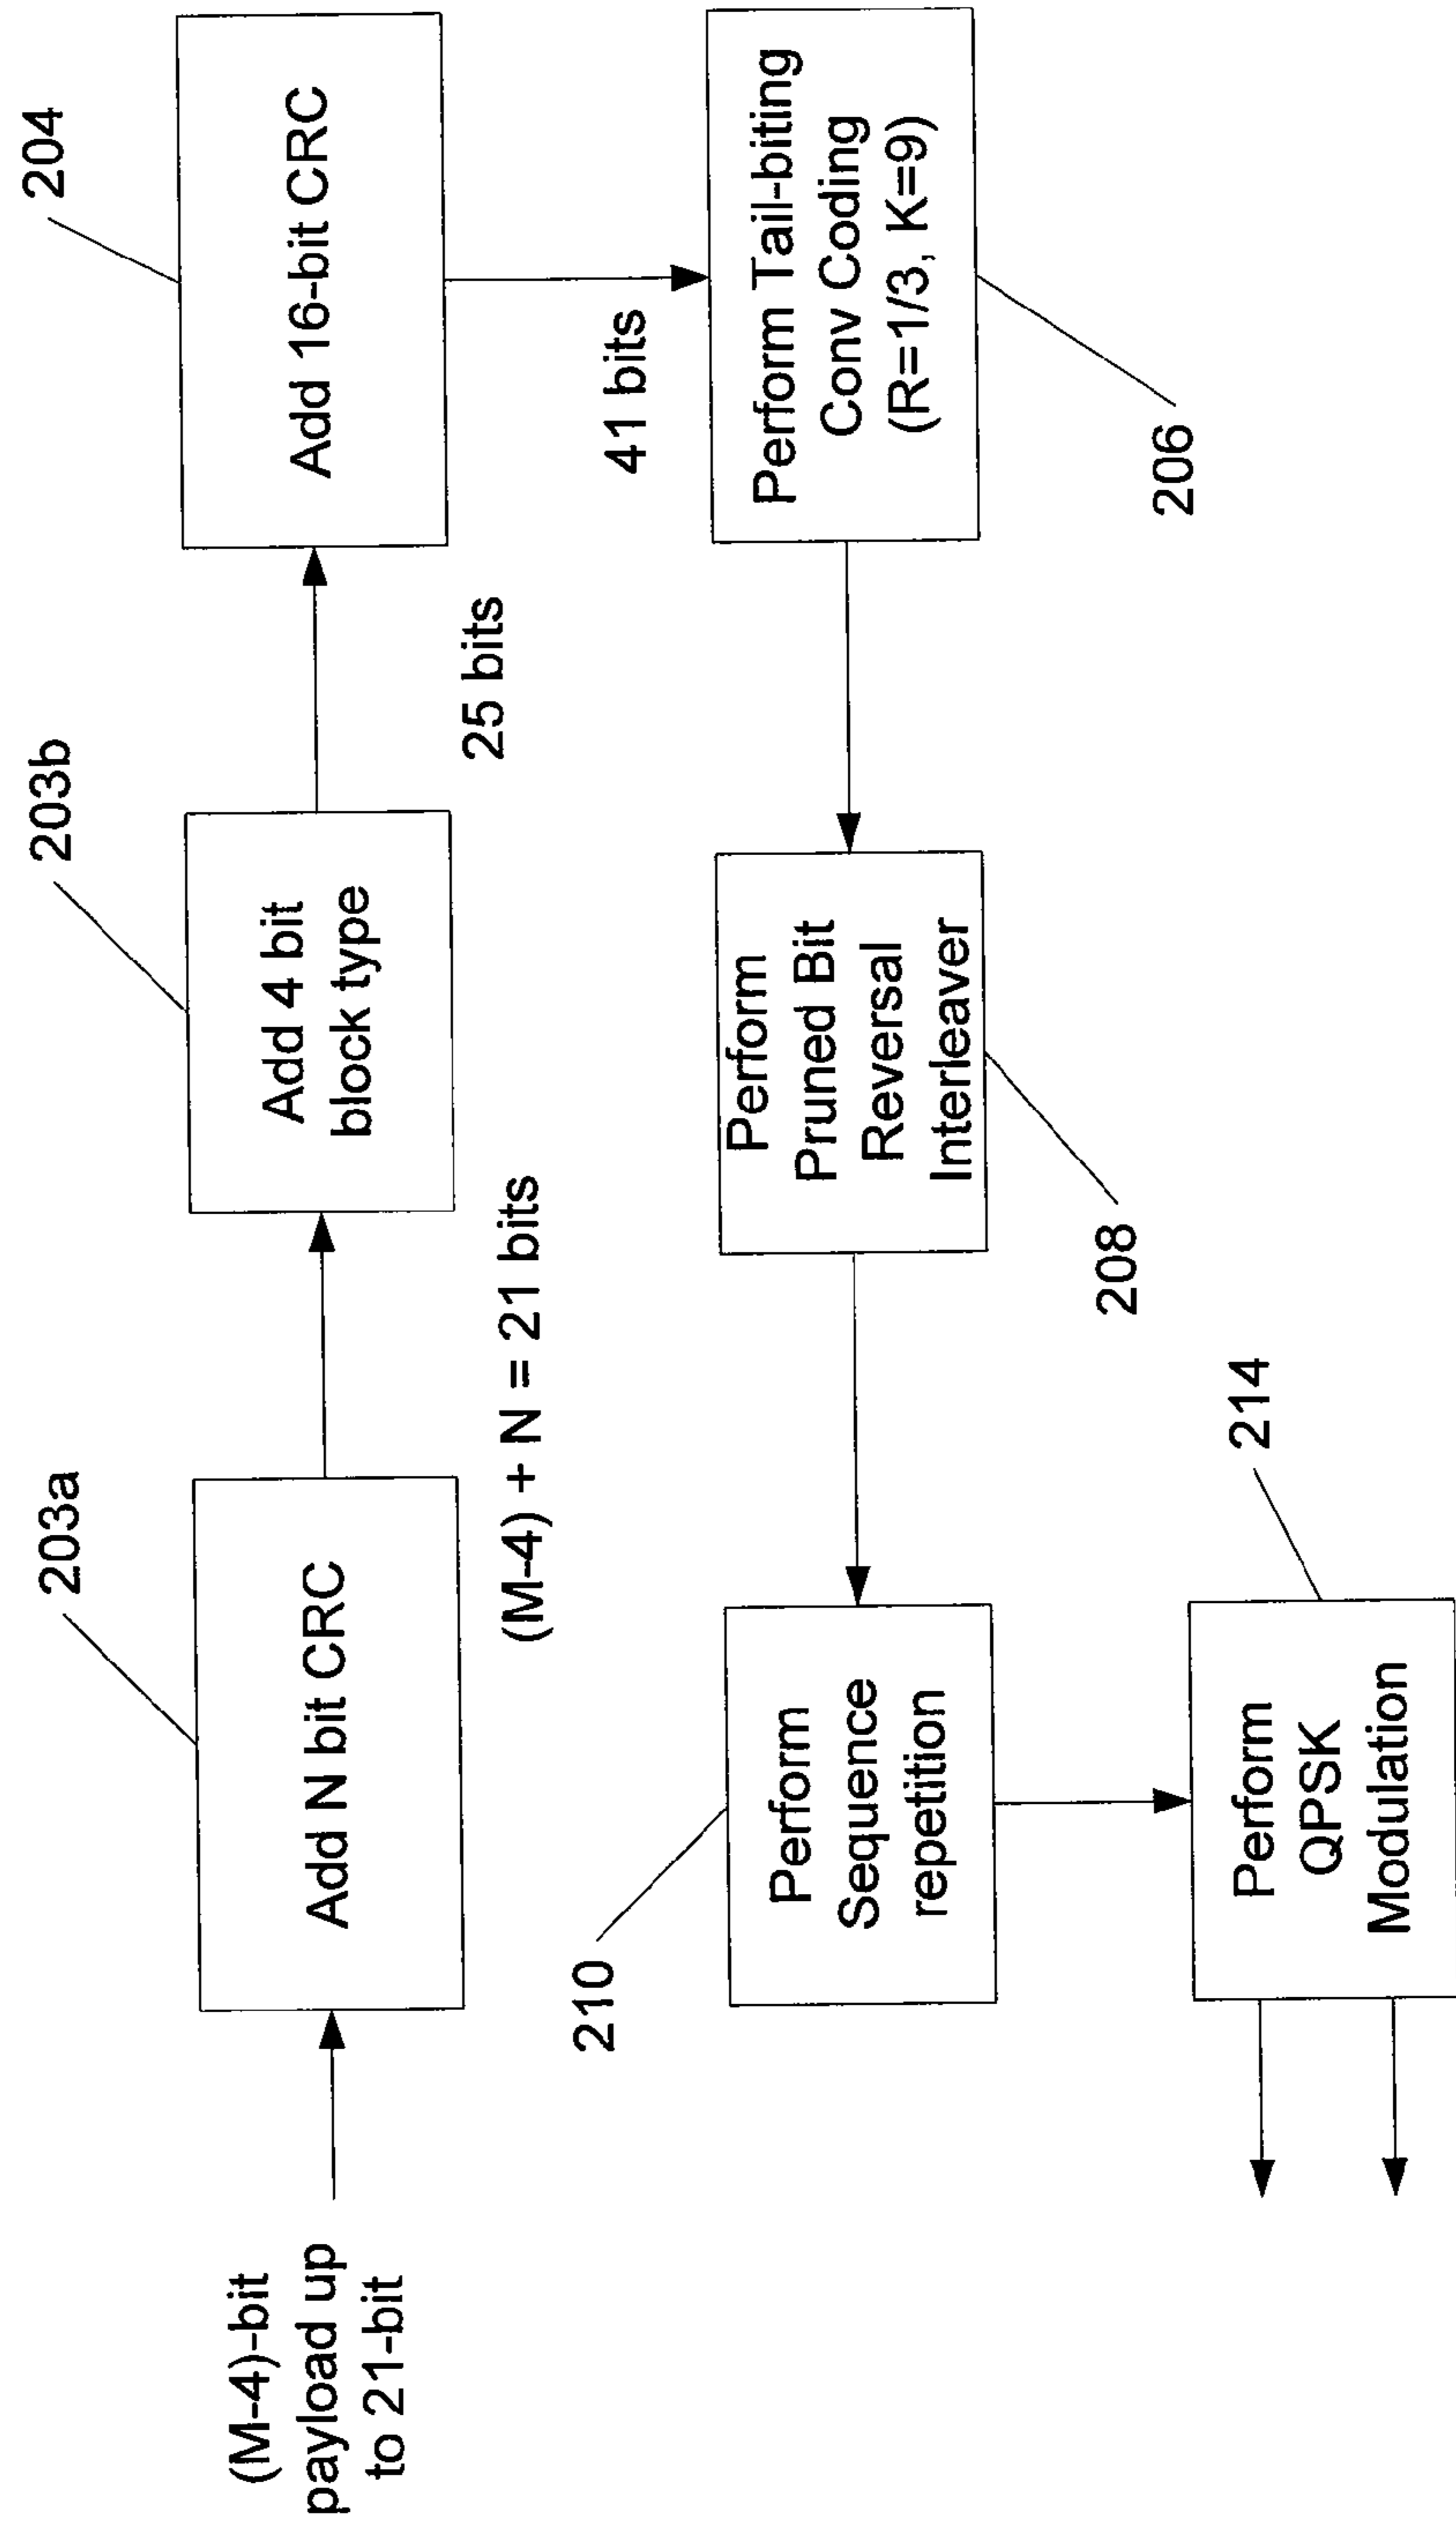 (M-4)-bit
payload up
to 21-bit
203a
Add N bit CRC
(M-4) + N = 21 bits
203b
Add 4 bit
block type
25 bits
204
Add 16-bit CRC
41 bits
Perform Tail-biting
Conv Coding
(R=1/3, K=9)
206
Perform
Pruned Bit
Reversal
Interleaver
208
210
Perform
Sequence
repetition
214
Perform
QPSK
Modulation